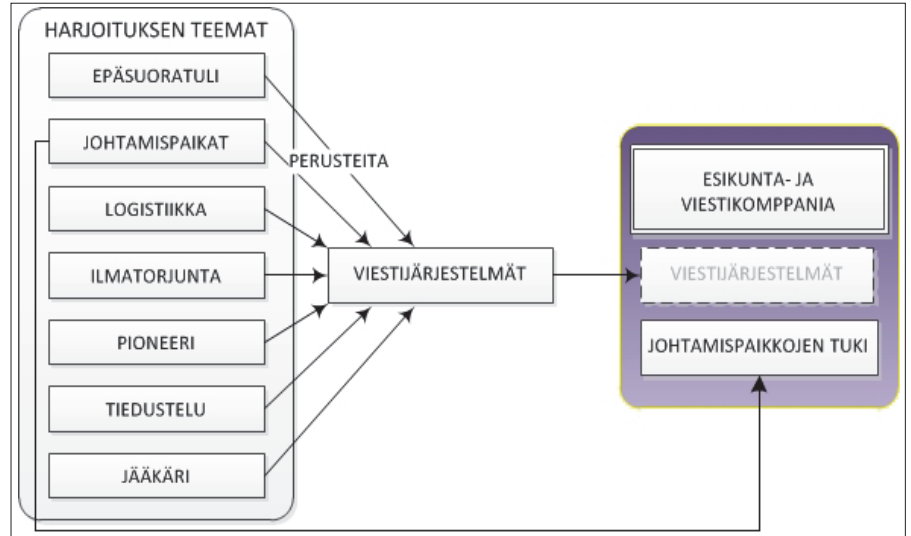 HARJOITUKSEN TEEMAT
EPÄSUORATULI
JOHTAMISPAIKAT
LOGISTIIKKA
ILMATORJUNTA
PIONEERI
TIEDUSTELU
JÄÄKÄRI
PERUSTEITA
VIESTIJÄRJESTELMÄT
ESIKUNTA- JA
VIESTIKOMPPANIA
VIESTIJÄRJESTELMÄT
JOHTAMISPAIKKOJEN TUKI